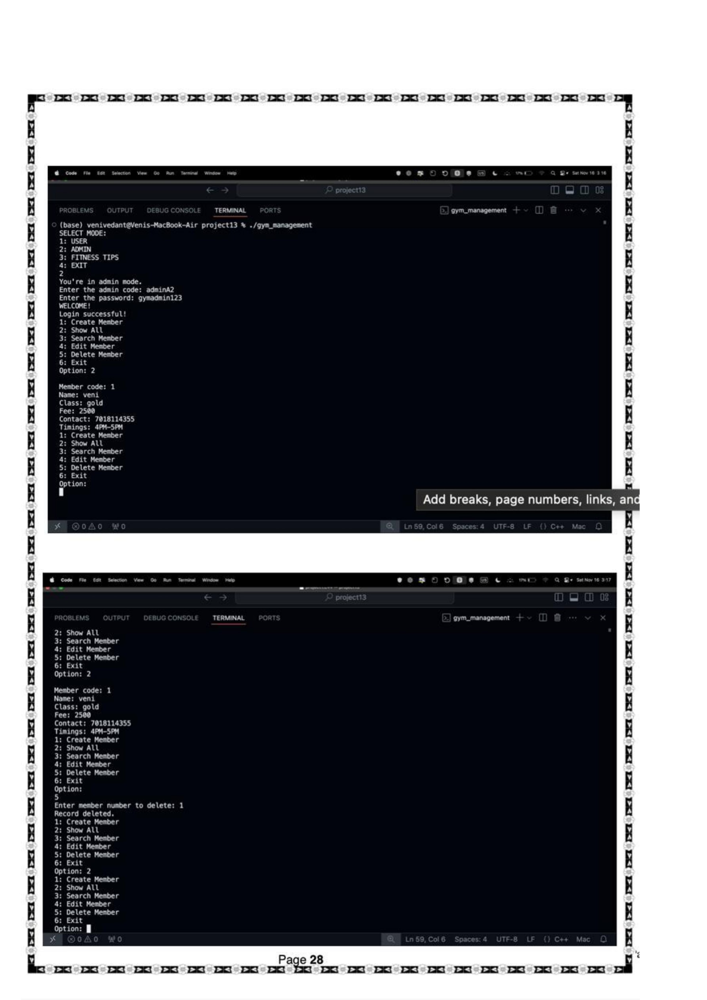 Code File Edit Selection View Go Run Terminal Window Help US 17% Sat Nov 16 3 16
project13
PROBLEMS OUTPUT DEBUG CONSOLE TERMINAL PORTS gym_management
(base) venivedant@Venis-MacBook-Air project13 % ./gym_management
SELECT MODE:
1: USER
2: ADMIN
3: FITNESS TIPS
4: EXIT
2
You're in admin mode.
Enter the admin code: adminA2
Enter the password: gymadmin123
WELCOME!
Login successful!
1: Create Member
2: Show All
3: Search Member
4: Edit Member
5: Delete Member
6: Exit
Option: 2
Member code: 1
Name: veni
Class: gold
Fee: 2500
Contact: 7018114355
Timings: 4PM-5PM
1: Create Member
2: Show All
3: Search Member
4: Edit Member
5: Delete Member
6: Exit
Option:
Add breaks, page numbers, links, and
0 0 0 Ln 59, Col 6 Spaces: 4 UTF-8 LF {} C++ Mac
Code File Edit Selection View Go Run Terminal Window Help US 17% Sat Nov 16 3:17
project13
PROBLEMS OUTPUT DEBUG CONSOLE TERMINAL PORTS gym_management
2: Show All
3: Search Member
4: Edit Member
5: Delete Member
6: Exit
Option: 2
Member code: 1
Name: veni
Class: gold
Fee: 2500
Contact: 7018114355
Timings: 4PM-5PM
1: Create Member
2: Show All
3: Search Member
4: Edit Member
5: Delete Member
6: Exit
Option:
5
Enter member number to delete: 1
Record deleted.
1: Create Member
2: Show All
3: Search Member
4: Edit Member
5: Delete Member
6: Exit
Option: 2
1: Create Member
2: Show All
3: Search Member
4: Edit Member
5: Delete Member
6: Exit
Option:
0 0 0 Ln 59, Col 6 Spaces: 4 UTF-8 LF {} C++ Mac
Page 28